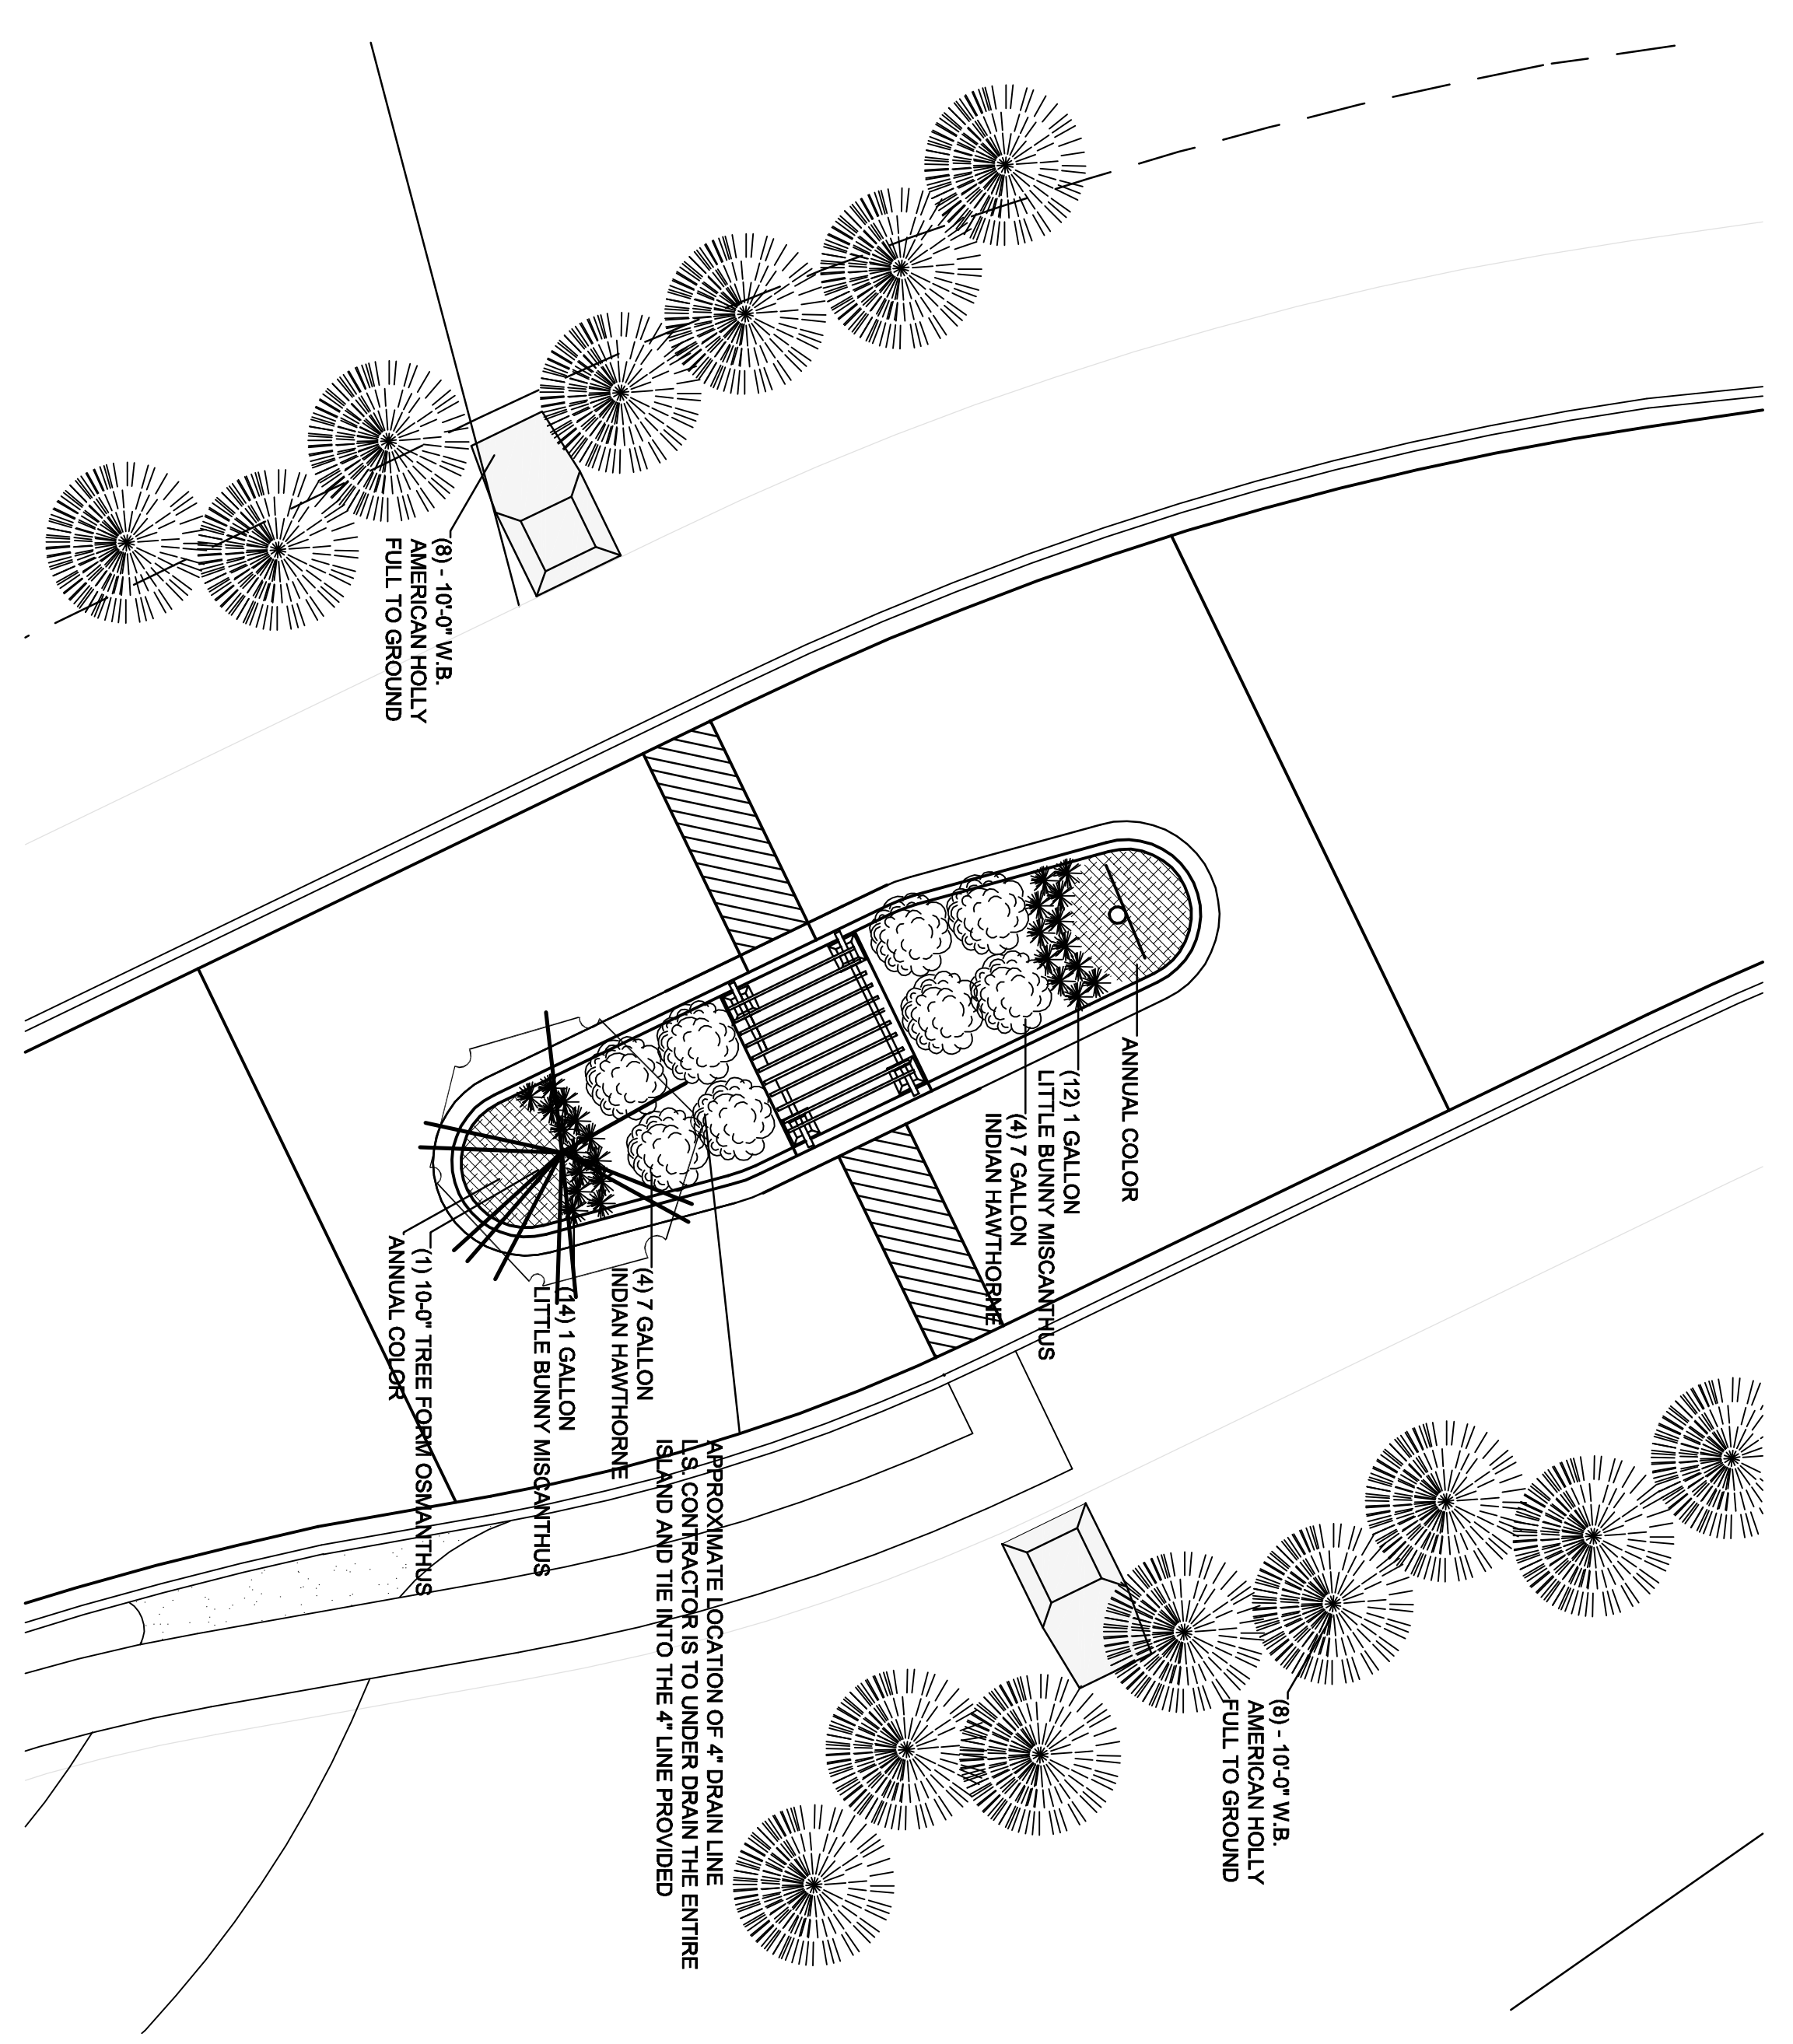 (8) - 10'-0" W.B.
AMERICAN HOLLY
FULL TO GROUND
ANNUAL COLOR
(12) 1 GALLON
LITTLE BUNNY MISCANTHUS
(4) 7 GALLON
INDIAN HAWTHORNE
(4) 7 GALLON
INDIAN HAWTHORNE
(14) 1 GALLON
LITTLE BUNNY MISCANTHUS
(1) 10-0" TREE FORM OSMANTHUS
ANNUAL COLOR
APPROXIMATE LOCATION OF 4" DRAIN LINE
LS. CONTRACTOR IS TO UNDER DRAIN THE ENTIRE
ISLAND AND TIE INTO THE 4" LINE PROVIDED
(8) - 10'-0" W.B.
AMERICAN HOLLY
FULL TO GROUND